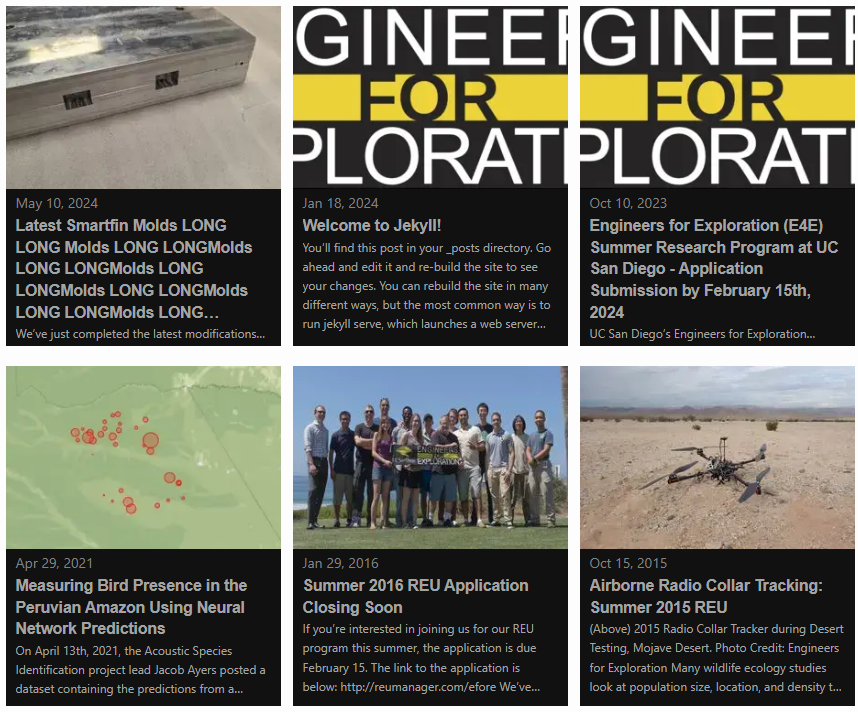 GINEER
FOR
PLORATI
GINEER
FOR
PLORATI
May 10, 2024
Latest Smartfin Molds LONG
LONG Molds LONG LONGMolds
LONG LONGMolds LONG
LONGMolds LONG LONGMolds
LONG LONGMolds LONG…
We’ve just completed the latest modifications...
Jan 18, 2024
Welcome to Jekyll!
You’ll find this post in your _posts directory. Go
ahead and edit it and re-build the site to see
your changes. You can rebuild the site in many
different ways, but the most common way is to
run jekyll serve, which launches a web server...
Oct 10, 2023
Engineers for Exploration (E4E)
Summer Research Program at UC
San Diego - Application
Submission by February 15th,
2024
UC San Diego’s Engineers for Exploration...
ENGINEERS
FOR
EXPLORATION
Apr 29, 2021
Measuring Bird Presence in the
Peruvian Amazon Using Neural
Network Predictions
On April 13th, 2021, the Acoustic Species
Identification project lead Jacob Ayers posted a
dataset containing the predictions from a...
Jan 29, 2016
Summer 2016 REU Application
Closing Soon
If you’re interested in joining us for our REU
program this summer, the application is due
February 15. The link to the application is
below: http://reumanager.com/efore We’ve...
Oct 15, 2015
Airborne Radio Collar Tracking:
Summer 2015 REU
(Above) 2015 Radio Collar Tracker during Desert
Testing, Mojave Desert. Photo Credit: Engineers
for Exploration Many wildlife ecology studies
look at population size, location, and density t...